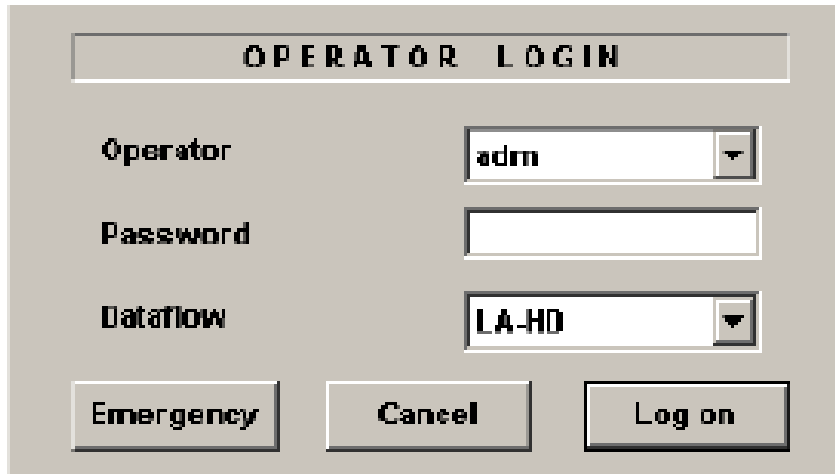 OPERATOR LOGIN
Operator adm
Password
Dataflow LA-HD
Emergency Cancel Log on